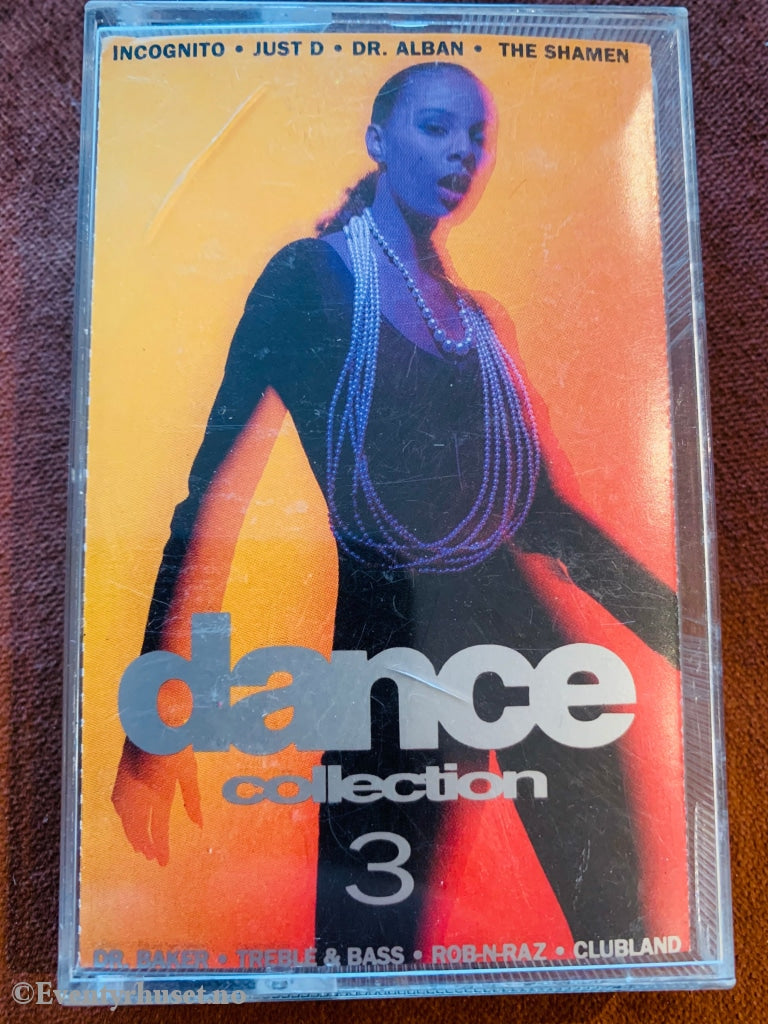 INCOGNITO • JUST D • DR. ALBAN • THE SHAMEN
dance
collection
3
DR. BAKER • TREBLE & BASS • ROB-N-RAZ • CLUBLAND
©Eventyrhuset.no